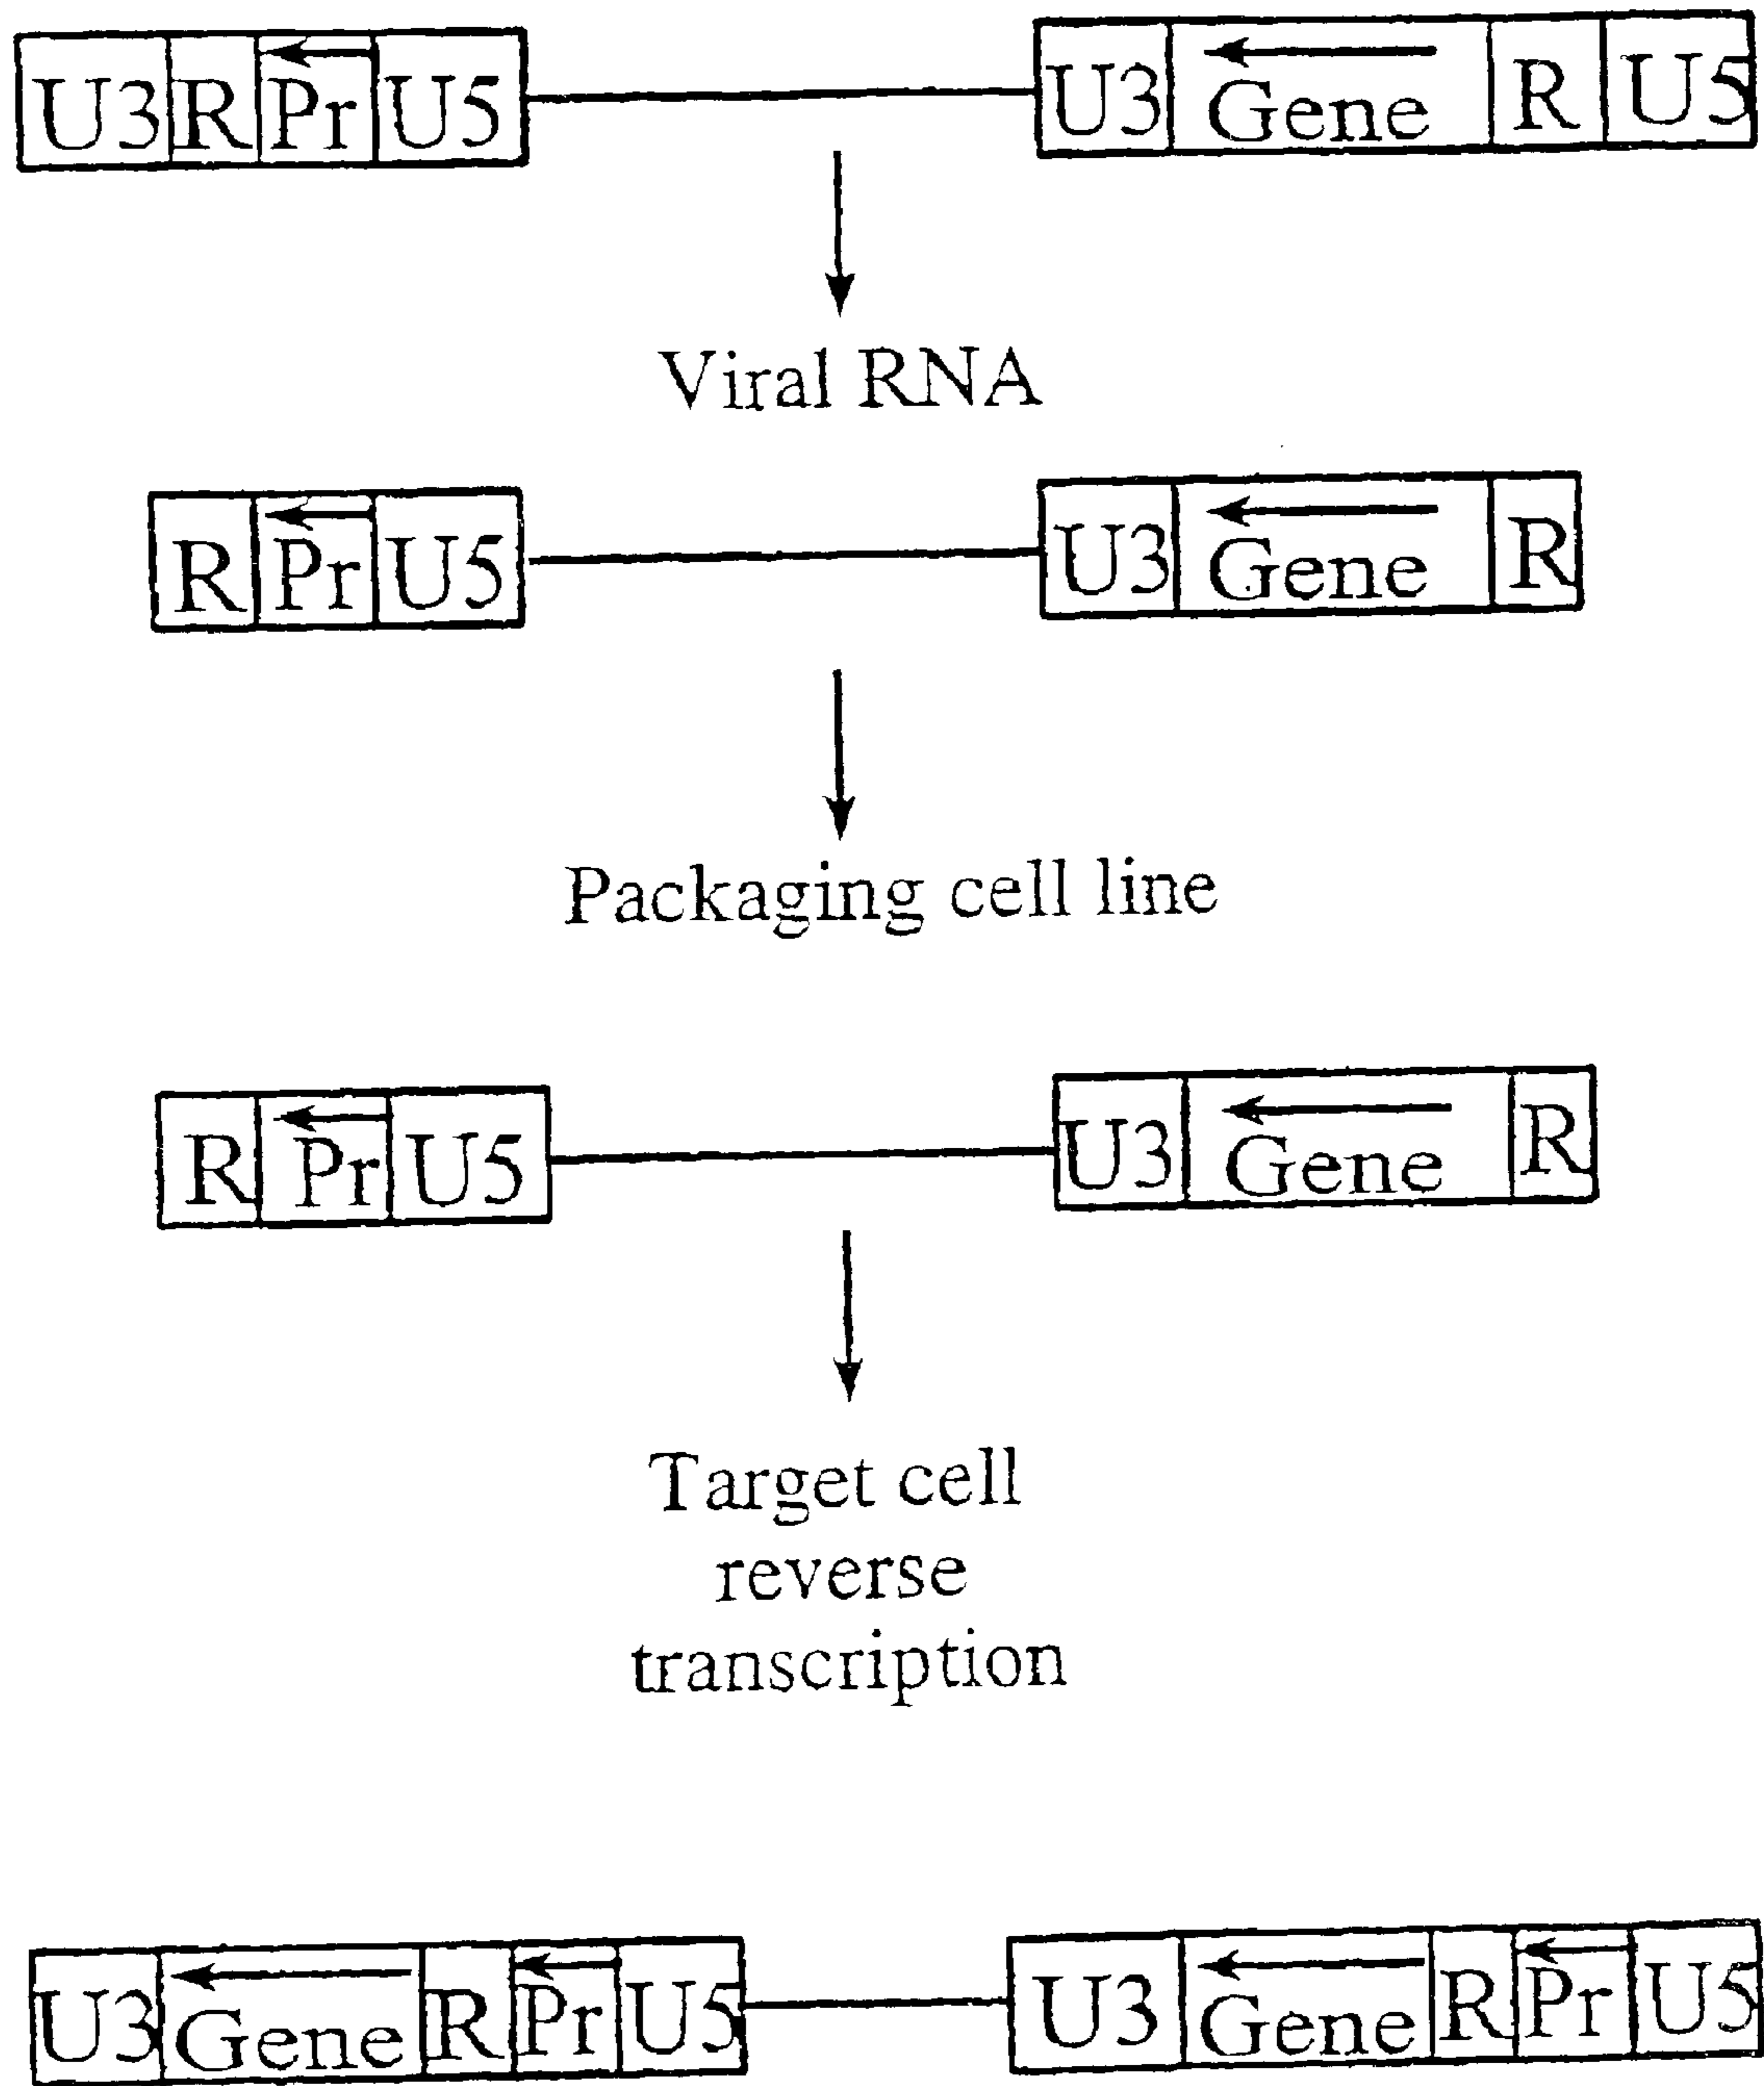 U3 R Pr U5 U3 Gene R U5
Viral RNA
R Pr U5 U3 Gene R
Packaging cell line
R Pr U5 U3 Gene R
Target cell
reverse
transcription
U3 Gene R Pr U5 U3 Gene R Pr U5